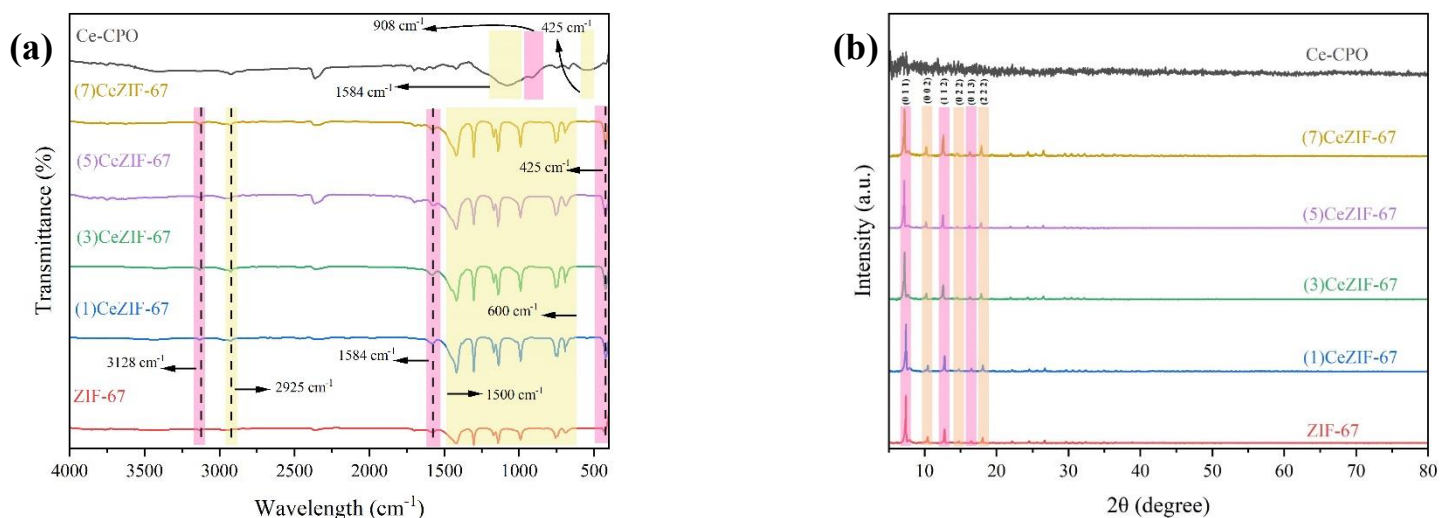 (a)
908 cm⁻¹
425 cm⁻¹
Ce-CPO
1584 cm⁻¹
(7)CeZIF-67
(5)CeZIF-67
425 cm⁻¹
(3)CeZIF-67
600 cm⁻¹
(1)CeZIF-67
3128 cm⁻¹
1584 cm⁻¹
2925 cm⁻¹
1500 cm⁻¹
ZIF-67
Transmittance (%)
4000 3500 3000 2500 2000 1500 1000 500
Wavelength (cm⁻¹)
(b)
Ce-CPO
(0 1 1)
(0 0 2)
(1 1 2)
(0 2 2)
(0 1 3)
(2 2 2)
(7)CeZIF-67
(5)CeZIF-67
(3)CeZIF-67
(1)CeZIF-67
ZIF-67
Intensity (a.u.)
10 20 30 40 50 60 70 80
2θ (degree)